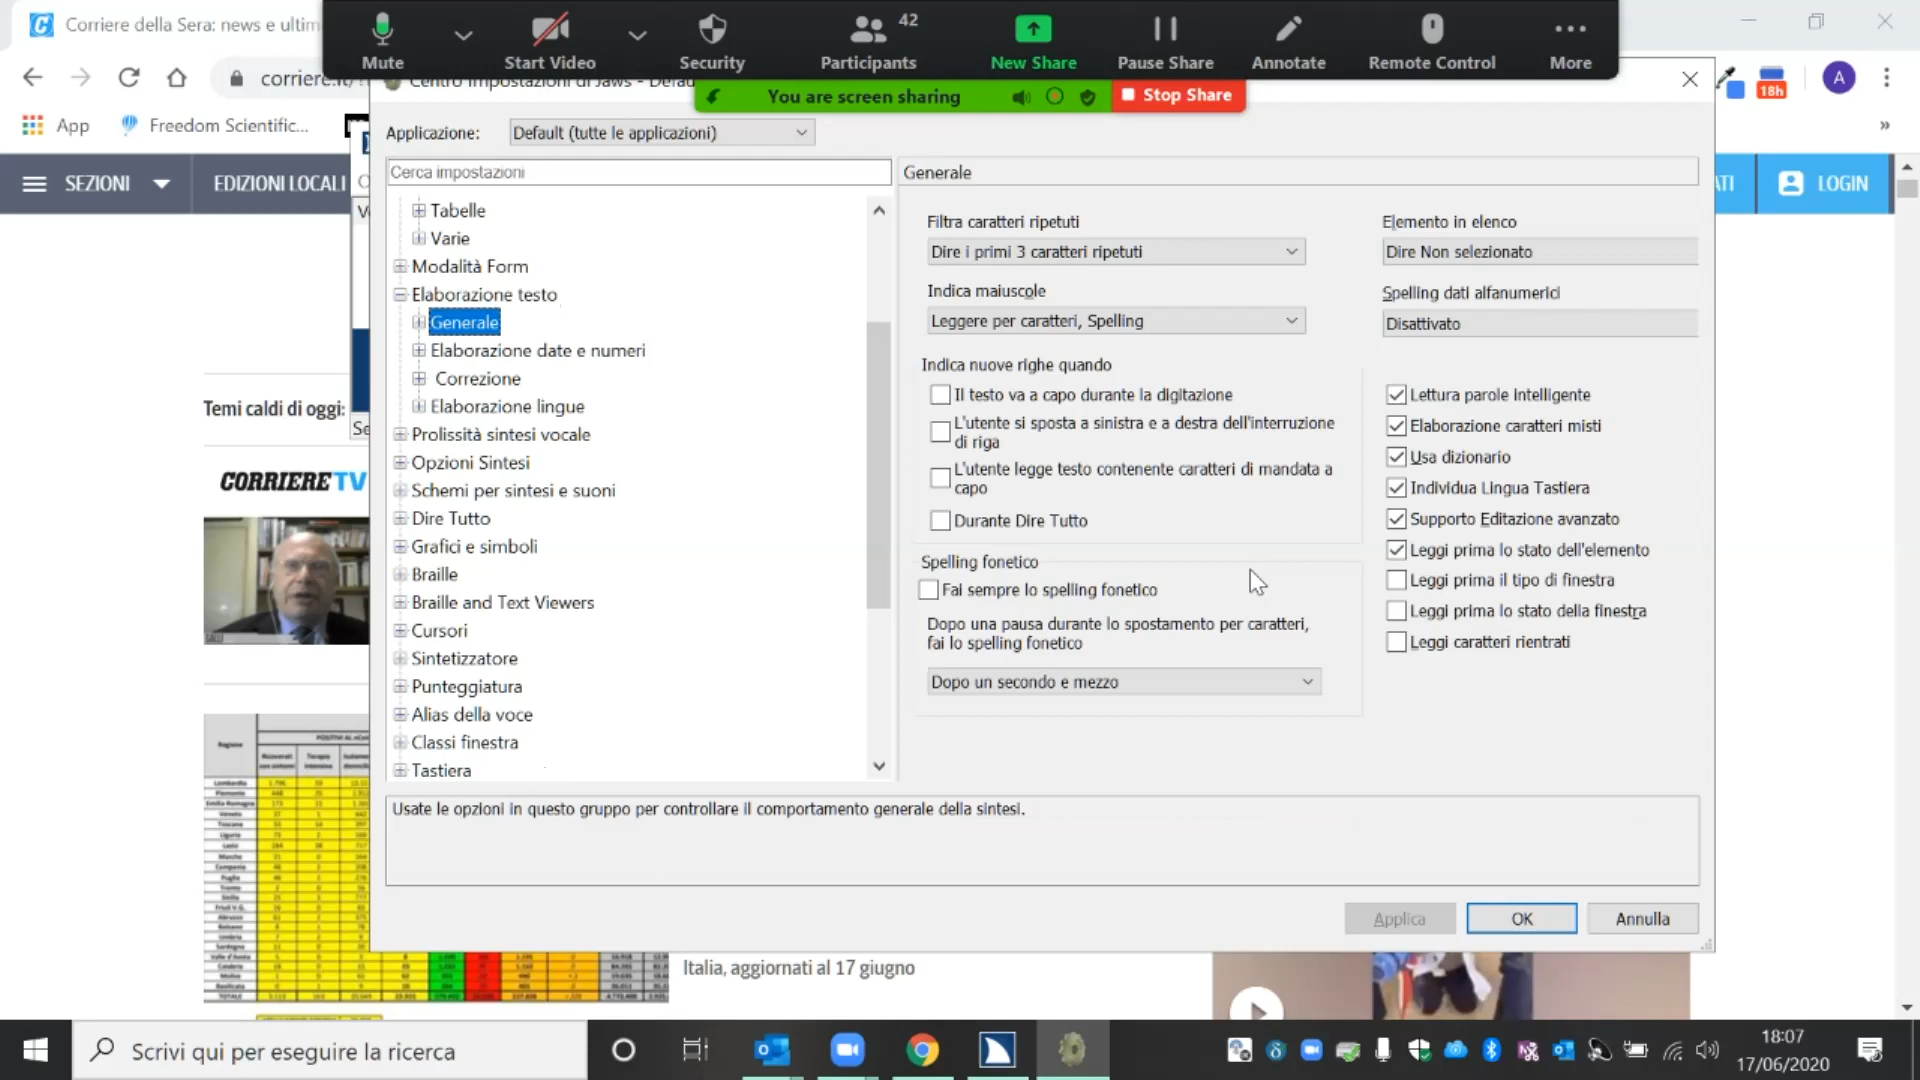 Corriere della Sera: news e ultim
Mute
Start Video
Security
Participants
42
New Share
Pause Share
Annotate
Remote Control
More
corriere.it/
Centro Impostazioni di Jaws - Defau
You are screen sharing
Stop Share
A
18h
App
Freedom Scientific...
»
SEZIONI
EDIZIONI LOCALI
LOGIN
Applicazione:
Default (tutte le applicazioni)
Cerca impostazioni
Tabelle
Varie
Modalità Form
Elaborazione testo
Generale
Elaborazione date e numeri
Correzione
Elaborazione lingue
Prolissità sintesi vocale
Opzioni Sintesi
Schemi per sintesi e suoni
Dire Tutto
Grafici e simboli
Braille
Braille and Text Viewers
Cursori
Sintetizzatore
Punteggiatura
Alias della voce
Classi finestra
Tastiera
Generale
Filtra caratteri ripetuti
Dire i primi 3 caratteri ripetuti
Indica maiuscole
Leggere per caratteri, Spelling
Indica nuove righe quando
Il testo va a capo durante la digitazione
L'utente si sposta a sinistra e a destra dell'interruzione
di riga
L'utente legge testo contenente caratteri di mandata a
capo
Durante Dire Tutto
Spelling fonetico
Fai sempre lo spelling fonetico
Dopo una pausa durante lo spostamento per caratteri,
fai lo spelling fonetico
Dopo un secondo e mezzo
Elemento in elenco
Dire Non selezionato
Spelling dati alfanumerici
Disattivato
Lettura parole Intelligente
Elaborazione caratteri misti
Usa dizionario
Individua Lingua Tastiera
Supporto Editazione avanzato
Leggi prima lo stato dell'elemento
Leggi prima il tipo di finestra
Leggi prima lo stato della finestra
Leggi caratteri rientrati
Usate le opzioni in questo gruppo per controllare il comportamento generale della sintesi.
Applica
OK
Annulla
Temi caldi di oggi:
CORRIERE TV
Italia, aggiornati al 17 giugno
Scrivi qui per eseguire la ricerca
18:07
17/06/2020